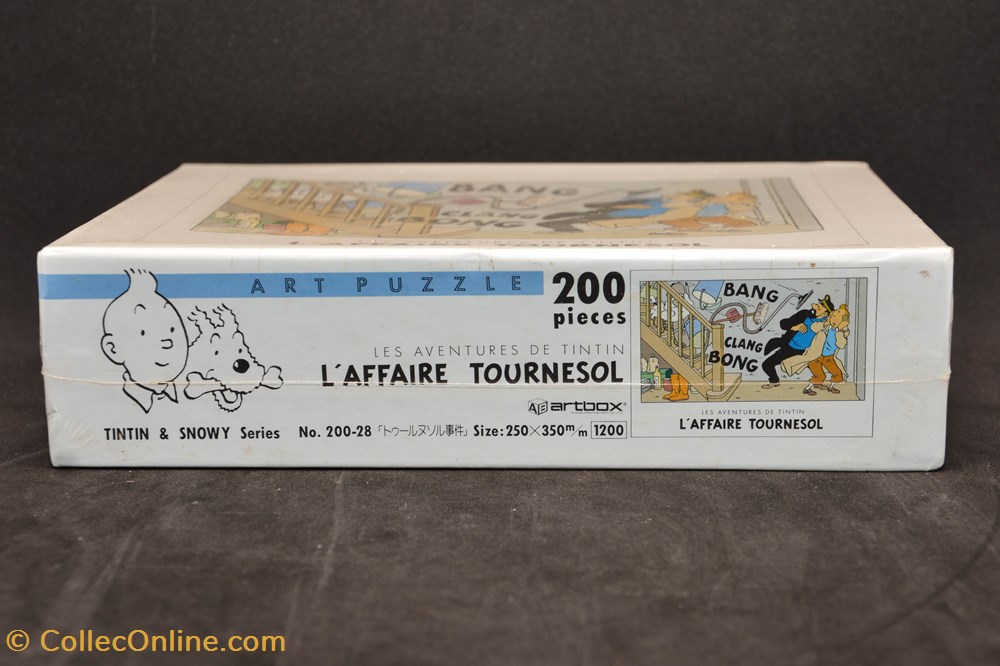 BANG
CLANG
BONG
L'AFFAIRE TOURNESOL
ART PUZZLE
200
pieces
LES AVENTURES DE TINTIN
L'AFFAIRE TOURNESOL
AB artbox
TINTIN & SNOWY Series No. 200-28 「トゥールヌソル事件」 Size:250×350m/m 1200
BANG
CLANG
BONG
LES AVENTURES DE TINTIN
L'AFFAIRE TOURNESOL
© CollecOnline.com